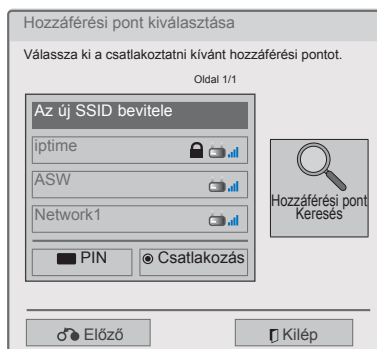 Hozzáférési pont kiválasztása
Válassza ki a csatlakoztatni kívánt hozzáférési pontot.
Oldal 1/1
Az új SSID bevitele
iptime
ASW
Network1
PIN
Csatlakozás
Hozzáférési pont
Keresés
Előző
Kilép